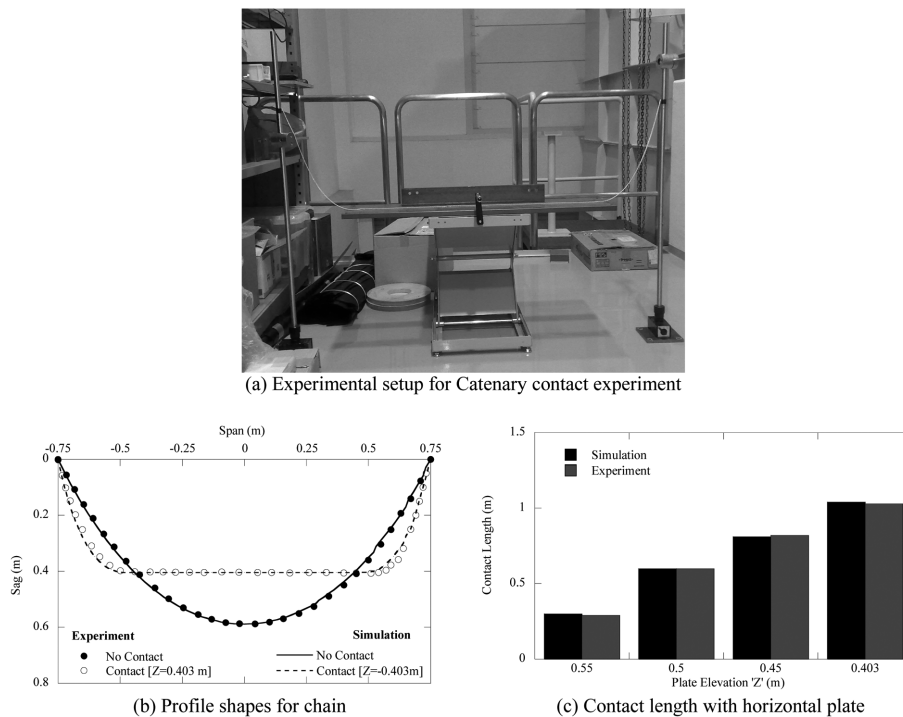 (a) Experimental setup for Catenary contact experiment
Span (m)
-0.75 -0.5 -0.25 0 0.25 0.5 0.75
0
0.2
0.4
0.6
0.8
Sag (m)
Experiment Simulation
No Contact No Contact
Contact [Z=0.403 m] Contact [Z=-0.403m]
(b) Profile shapes for chain
1.5
1
0.5
0
Contact Length (m)
Simulation
Experiment
0.55 0.5 0.45 0.403
Plate Elevation 'Z' (m)
(c) Contact length with horizontal plate